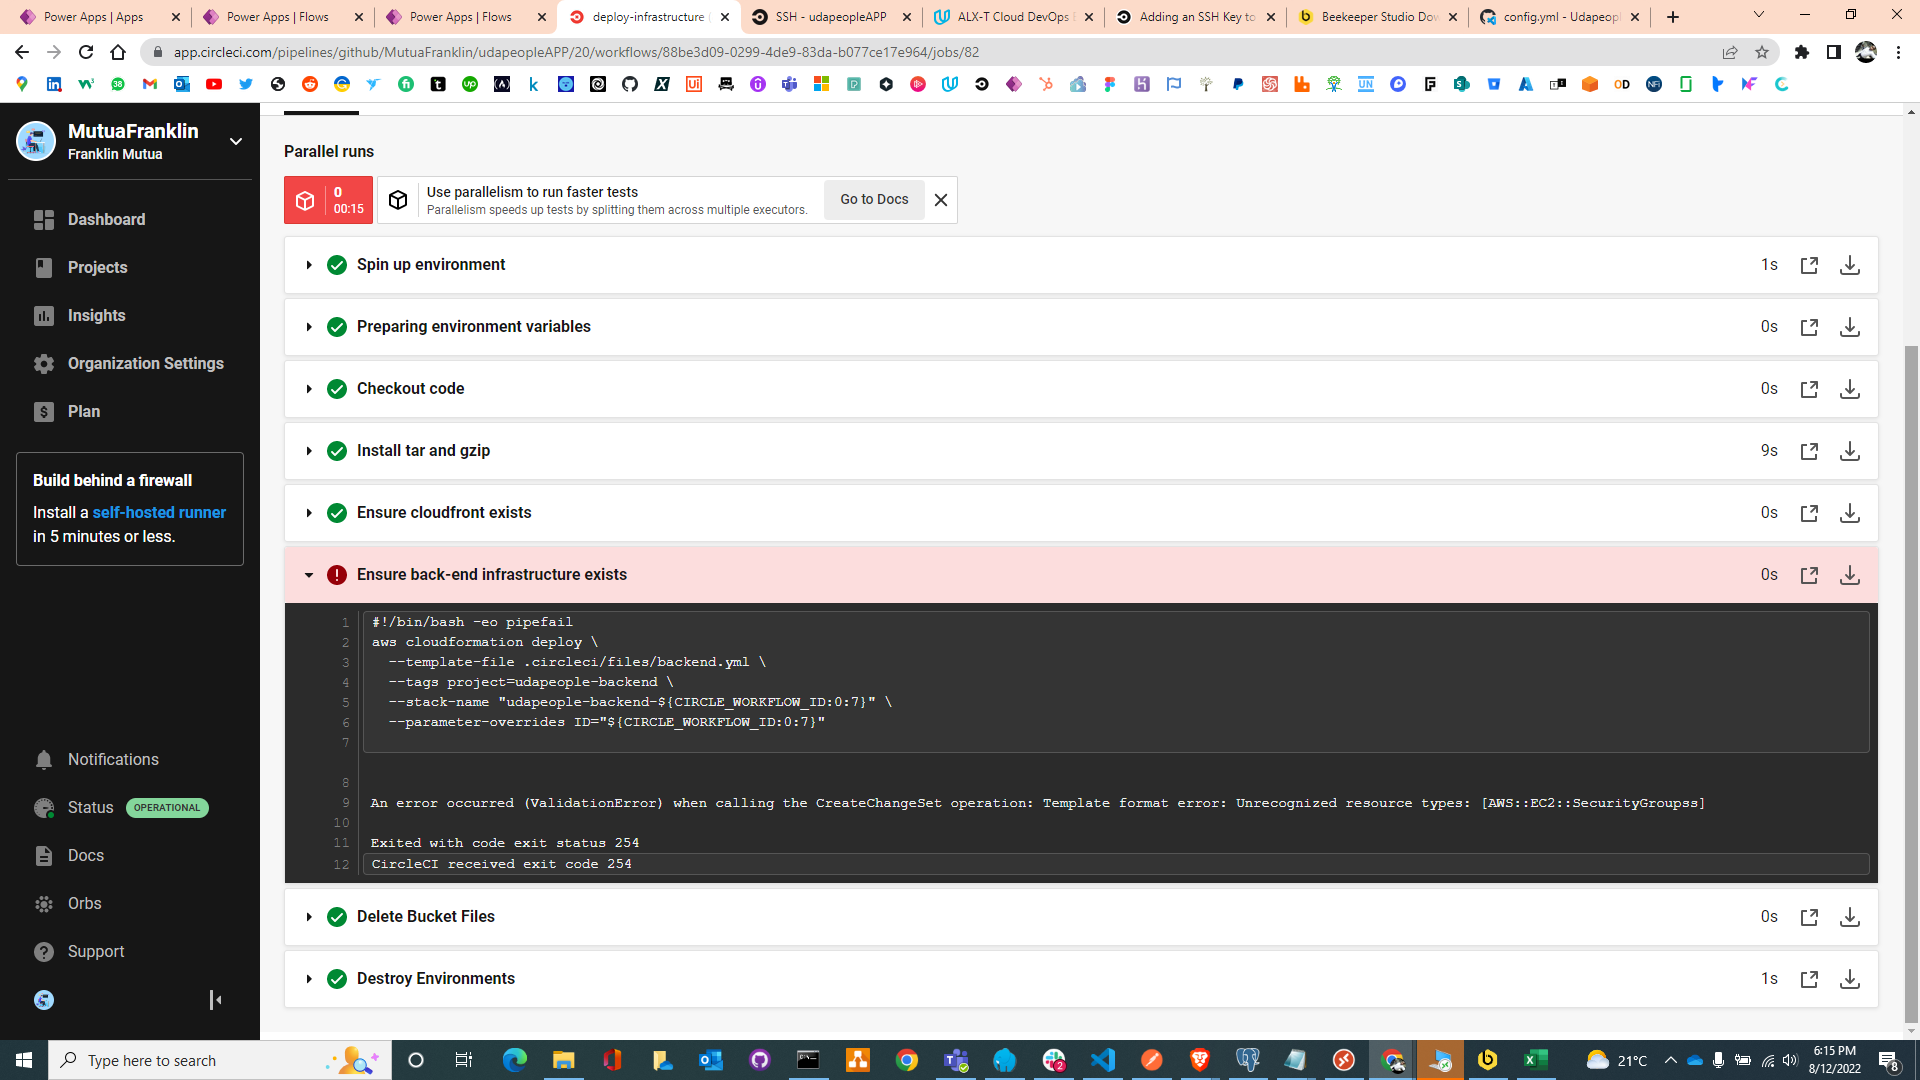 Power Apps | Apps
Power Apps | Flows
Power Apps | Flows
deploy-infrastructure
SSH - udapeopleAPP
ALX-T Cloud DevOps
Adding an SSH Key to
Beekeeper Studio Dow
config.yml - Udapeopl
app.circleci.com/pipelines/github/MutuaFranklin/udapeopleAPP/20/workflows/88be3d09-0299-4de9-83da-b077ce17e964/jobs/82
MutuaFranklin
Franklin Mutua
Dashboard
Projects
Insights
Organization Settings
Plan
Build behind a firewall
Install a self-hosted runner
in 5 minutes or less.
Notifications
Status OPERATIONAL
Docs
Orbs
Support
Parallel runs
0
00:15
Use parallelism to run faster tests
Parallelism speeds up tests by splitting them across multiple executors.
Go to Docs
Spin up environment 1s
Preparing environment variables 0s
Checkout code 0s
Install tar and gzip 9s
Ensure cloudfront exists 0s
Ensure back-end infrastructure exists 0s
1 #!/bin/bash -eo pipefail
2 aws cloudformation deploy \
3 --template-file .circleci/files/backend.yml \
4 --tags project=udapeople-backend \
5 --stack-name "udapeople-backend-${CIRCLE_WORKFLOW_ID:0:7}" \
6 --parameter-overrides ID="${CIRCLE_WORKFLOW_ID:0:7}"
7
8
9 An error occurred (ValidationError) when calling the CreateChangeSet operation: Template format error: Unrecognized resource types: [AWS::EC2::SecurityGroupss]
10
11 Exited with code exit status 254
12 CircleCI received exit code 254
Delete Bucket Files 0s
Destroy Environments 1s
Type here to search
21°C
6:15 PM
8/12/2022
8